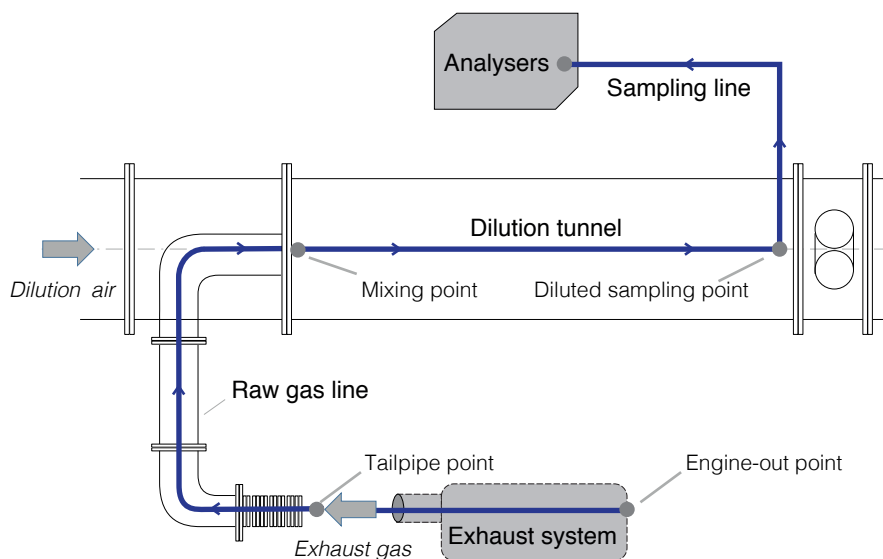 Analysers
Sampling line
Dilution tunnel
Dilution air
Mixing point
Diluted sampling point
Raw gas line
Tailpipe point
Engine-out point
Exhaust system
Exhaust gas